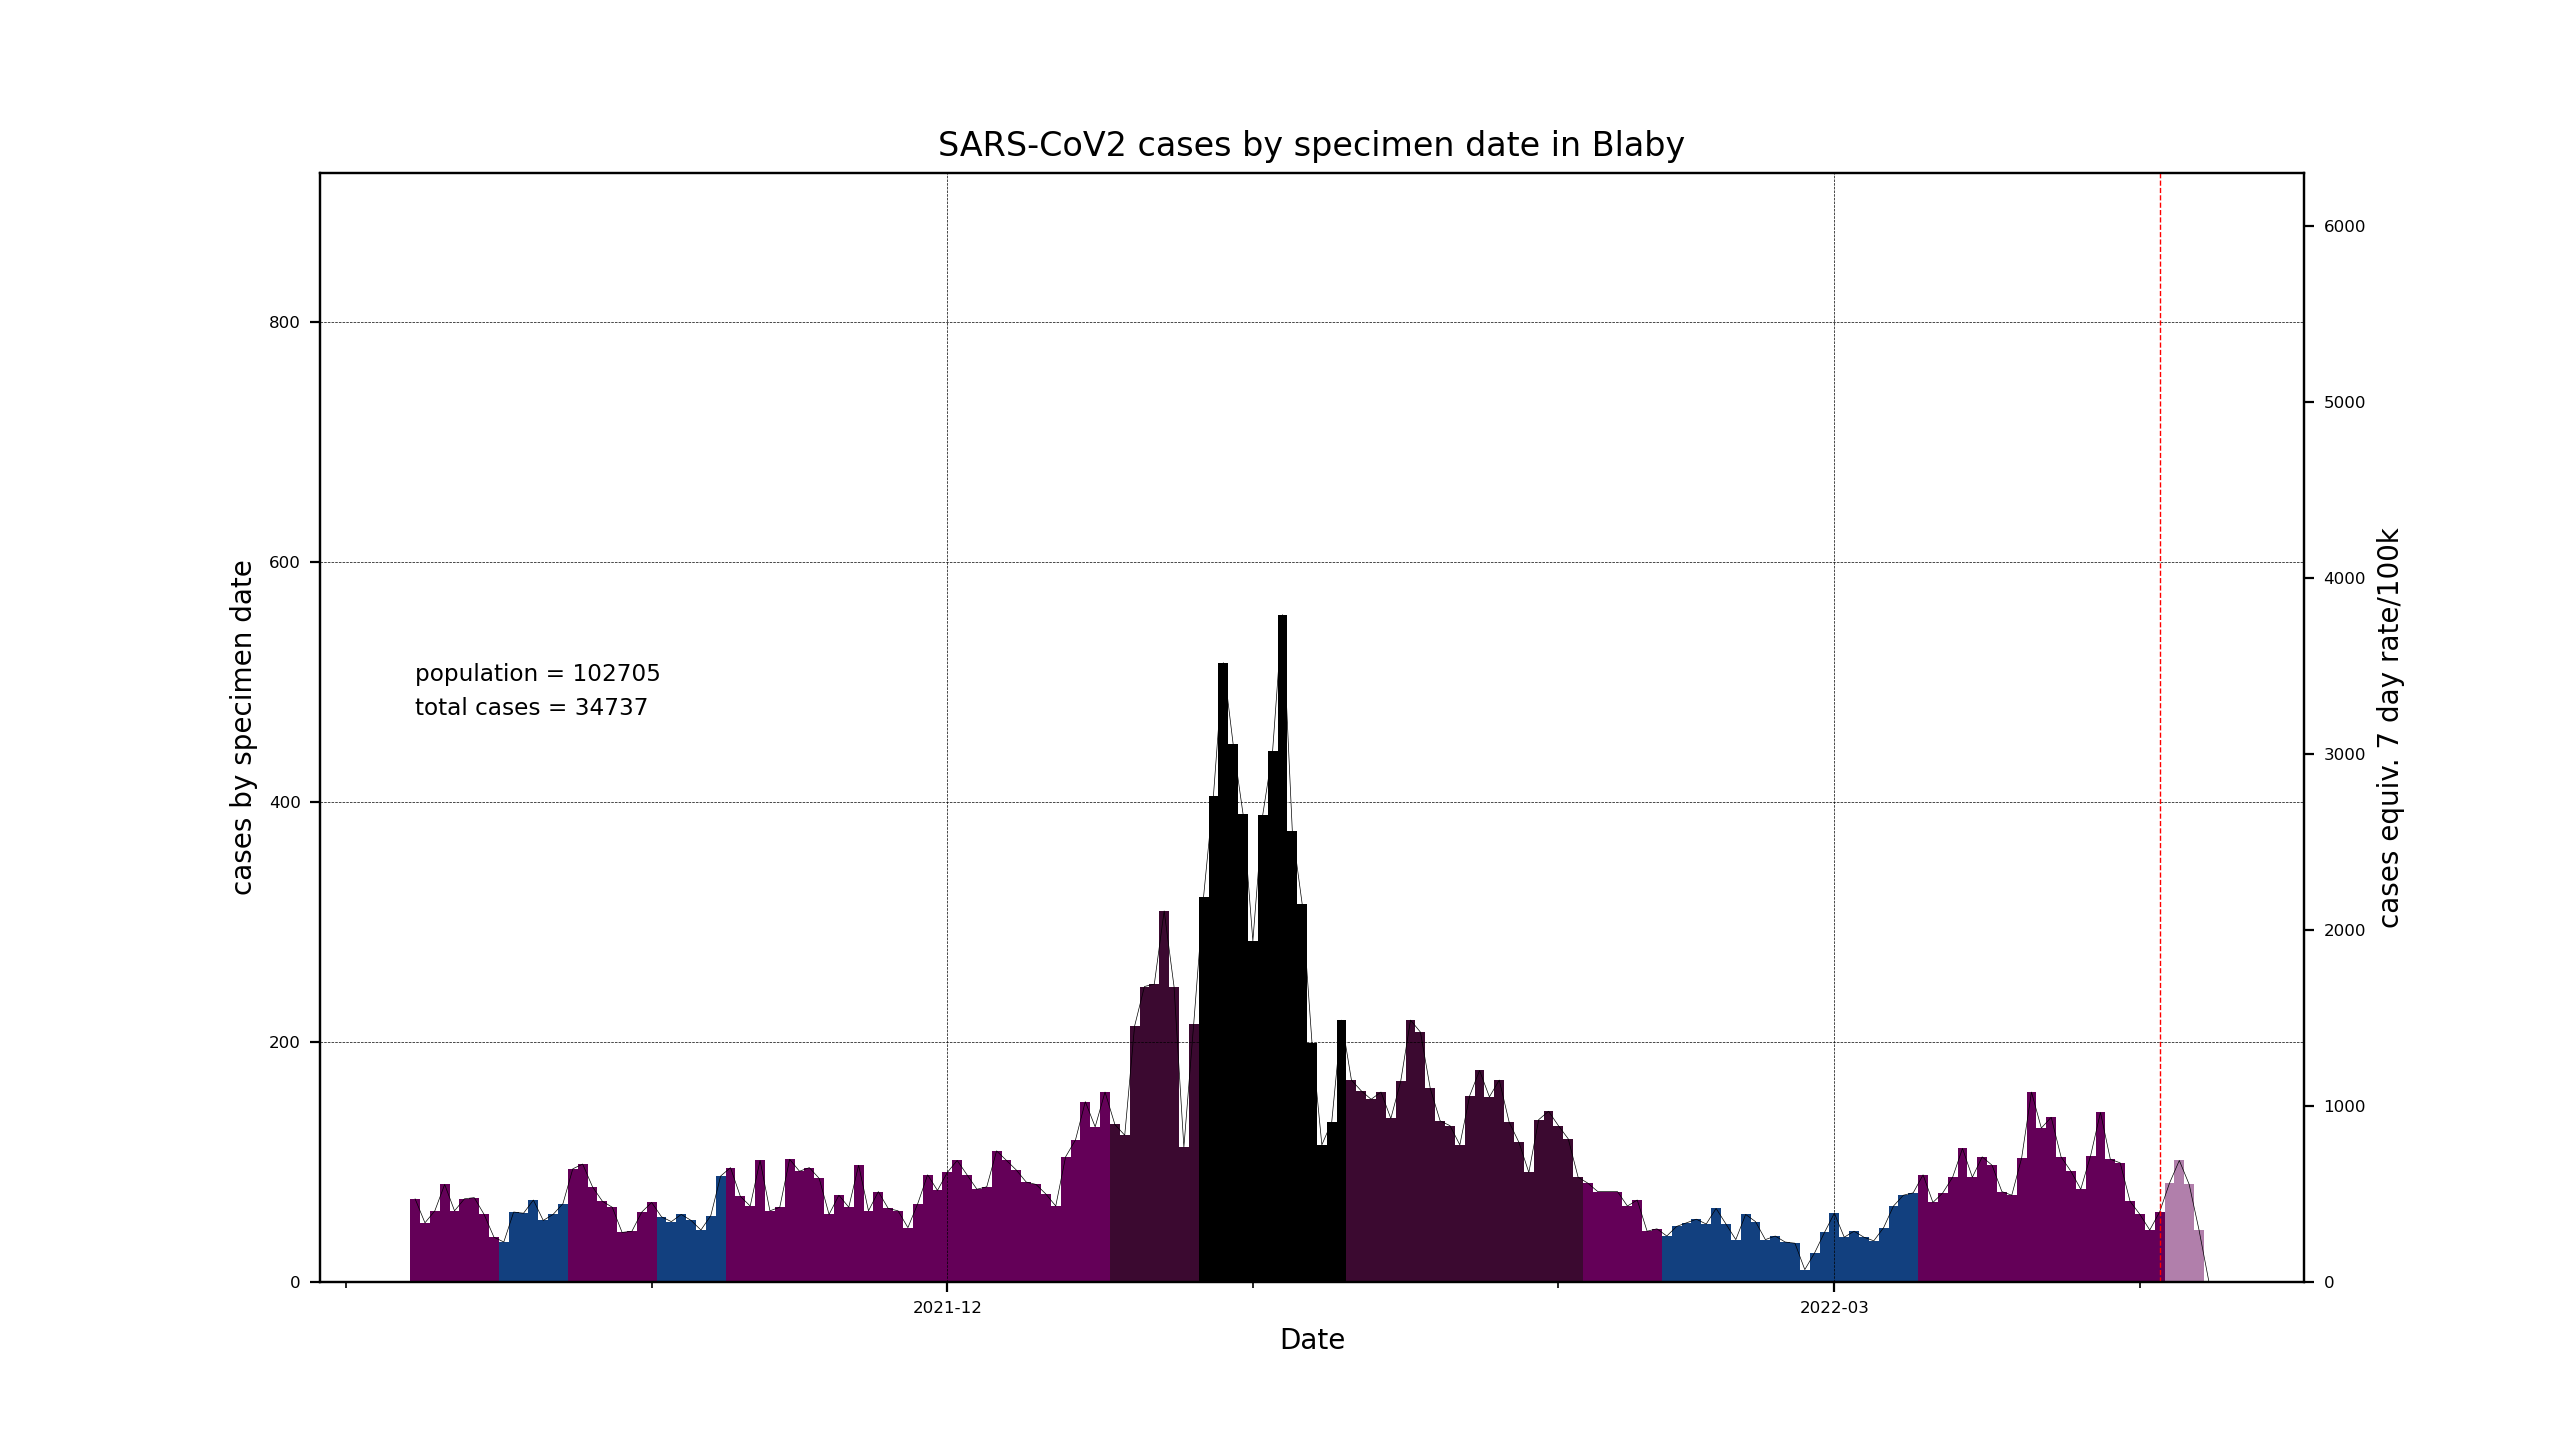 SARS-CoV2 cases by specimen date in Blaby
cases by specimen date
800
600
400
200
0
population = 102705
total cases = 34737
6000
5000
4000
3000
2000
1000
0
cases equiv. 7 day rate/100k
2021-12
2022-03
Date